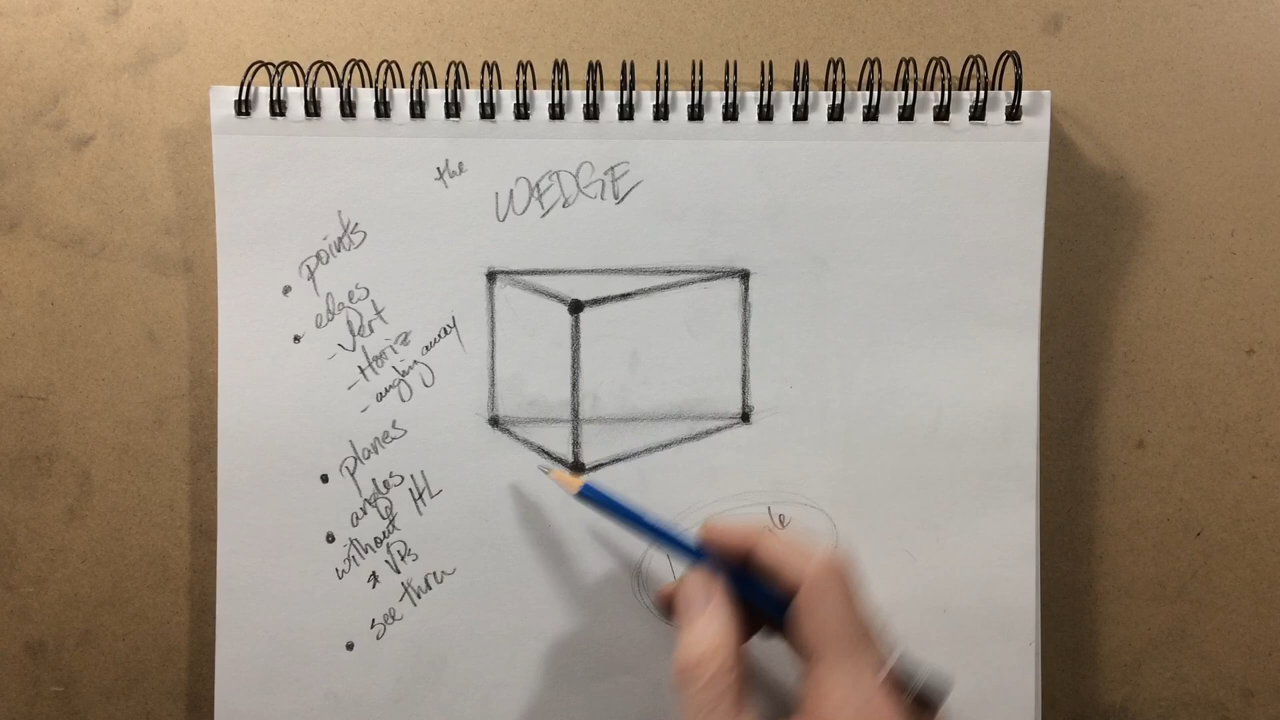 the
WEDGE
• points
• edges
- Vert
- Horiz
- angling away
• planes
• angles
without HL
& VPs
• see thru